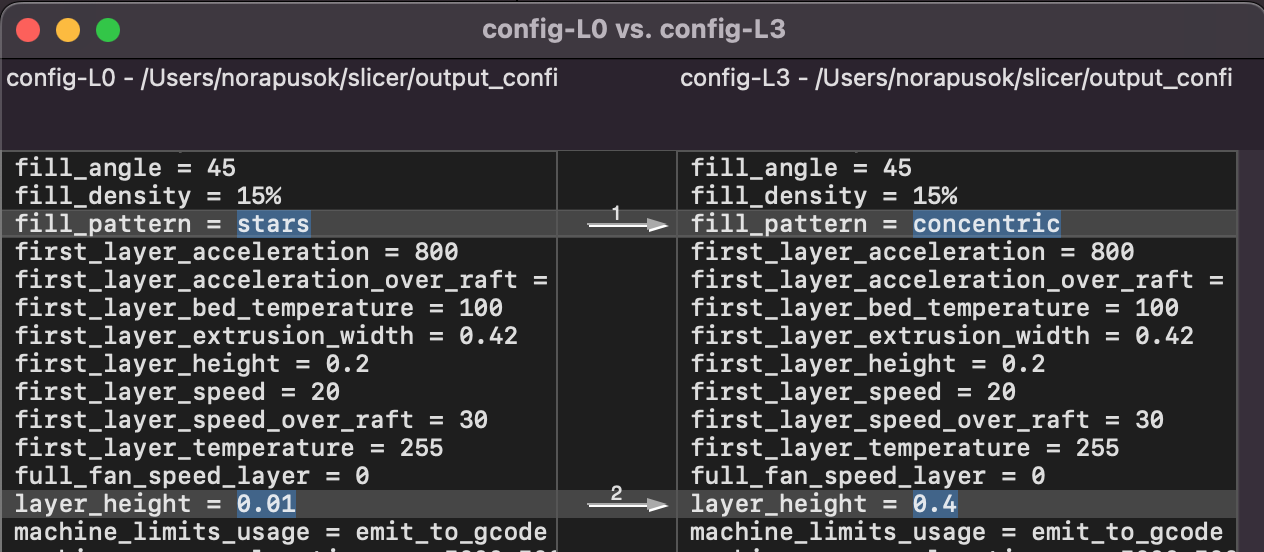 config-L0 vs. config-L3
config-L0 - /Users/norapusok/slicer/output_confi
config-L3 - /Users/norapusok/slicer/output_confi
fill_angle = 45
fill_density = 15%
fill_pattern = stars
first_layer_acceleration = 800
first_layer_acceleration_over_raft =
first_layer_bed_temperature = 100
first_layer_extrusion_width = 0.42
first_layer_height = 0.2
first_layer_speed = 20
first_layer_speed_over_raft = 30
first_layer_temperature = 255
full_fan_speed_layer = 0
layer_height = 0.01
machine_limits_usage = emit_to_gcode
1
2
fill_angle = 45
fill_density = 15%
fill_pattern = concentric
first_layer_acceleration = 800
first_layer_acceleration_over_raft =
first_layer_bed_temperature = 100
first_layer_extrusion_width = 0.42
first_layer_height = 0.2
first_layer_speed = 20
first_layer_speed_over_raft = 30
first_layer_temperature = 255
full_fan_speed_layer = 0
layer_height = 0.4
machine_limits_usage = emit_to_gcode